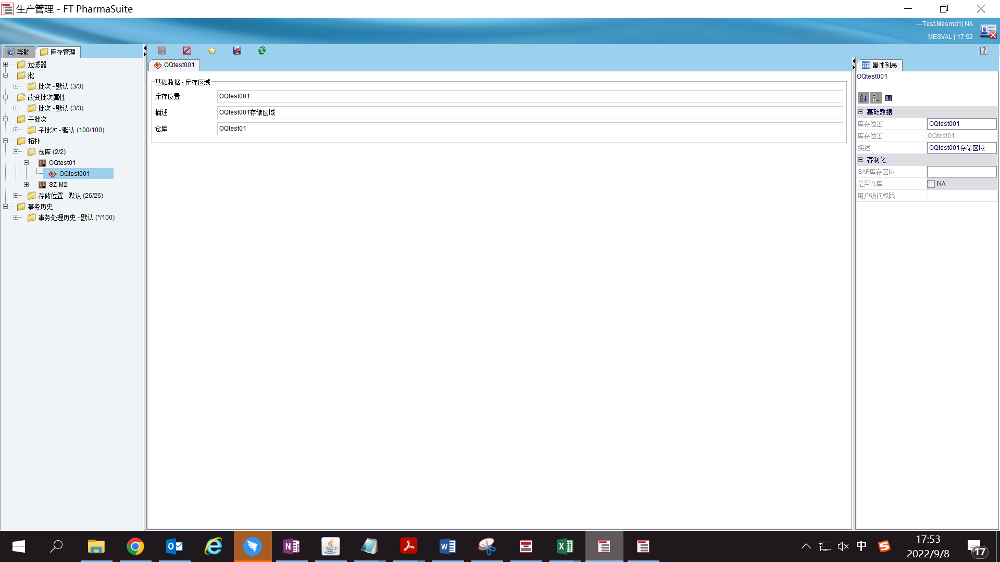 生产管理 - FT PharmaSuite
---Test.Mesmd1| NA
MESVAL | 17:52
导航
库存管理
过滤器
批
批次 - 默认 (3/3)
改变批次属性
批次 - 默认 (3/3)
子批次
子批次 - 默认 (100/100)
拓扑
仓库 (2/2)
OQtest01
OQtest001
SZ-M2
存储位置 - 默认 (26/26)
事务历史
事务处理历史 - 默认 (*/100)
OQtest001
基础数据 - 库存区域
库存位置 OQtest001
描述 OQtest001存储区域
仓库 OQtest01
属性列表
OQtest001
基础数据
库存位置 OQtest001
库存位置 OQtest01
描述 OQtest001存储区域
客制化
SAP库存区域
是否冷库 NA
用户访问权限
中
17:53
2022/9/8
17